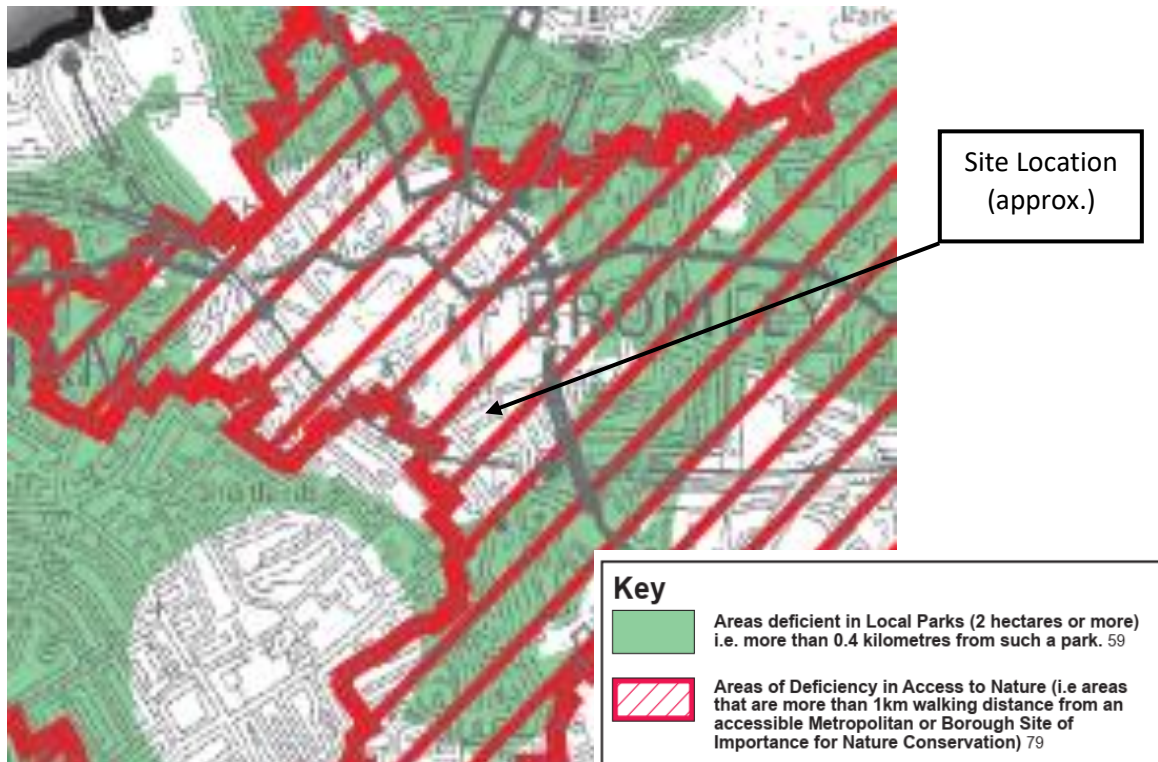 Site Location
(approx.)
BROMLEY
Key
Areas deficient in Local Parks (2 hectares or more)
i.e. more than 0.4 kilometres from such a park. 59
Areas of Deficiency in Access to Nature (i.e areas
that are more than 1km walking distance from an
accessible Metropolitan or Borough Site of
Importance for Nature Conservation) 79